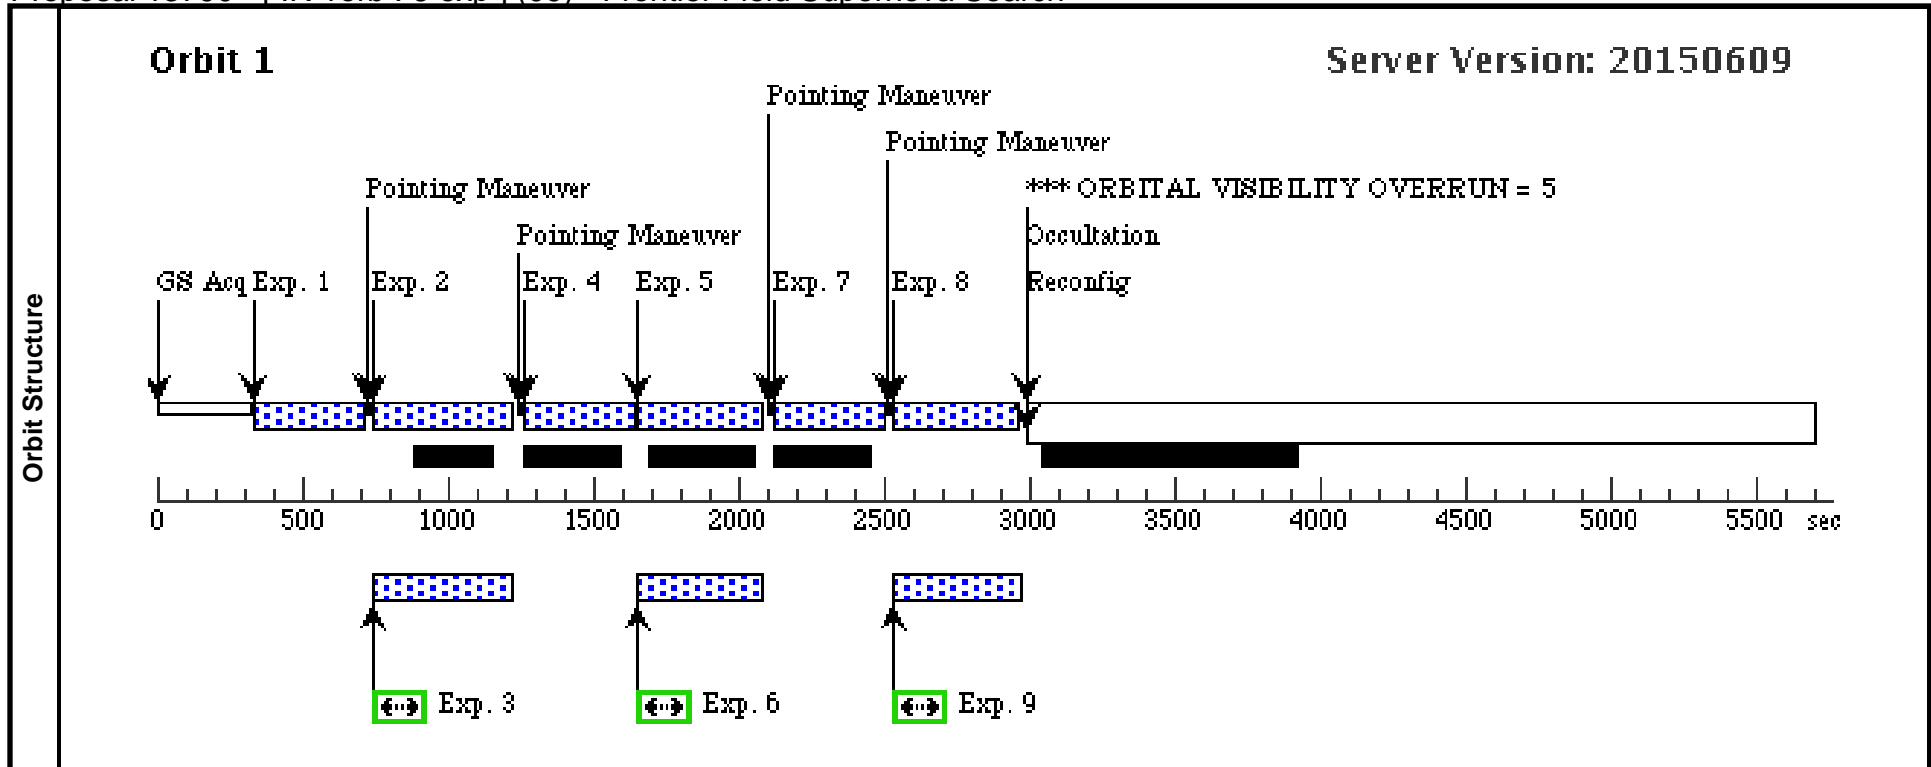 Orbit 1
Server Version: 20150609
Pointing Maneuver
Pointing Maneuver
Pointing Maneuver
*** ORBITAL VISIBILITY OVERRUN = 5
Pointing Maneuver
Occultation
GS Acq Exp. 1 Exp. 2 Exp. 4 Exp. 5 Exp. 7 Exp. 8 Reconfig
Orbit Structure
0 500 1000 1500 2000 2500 3000 3500 4000 4500 5000 5500 sec
Exp. 3 Exp. 6 Exp. 9